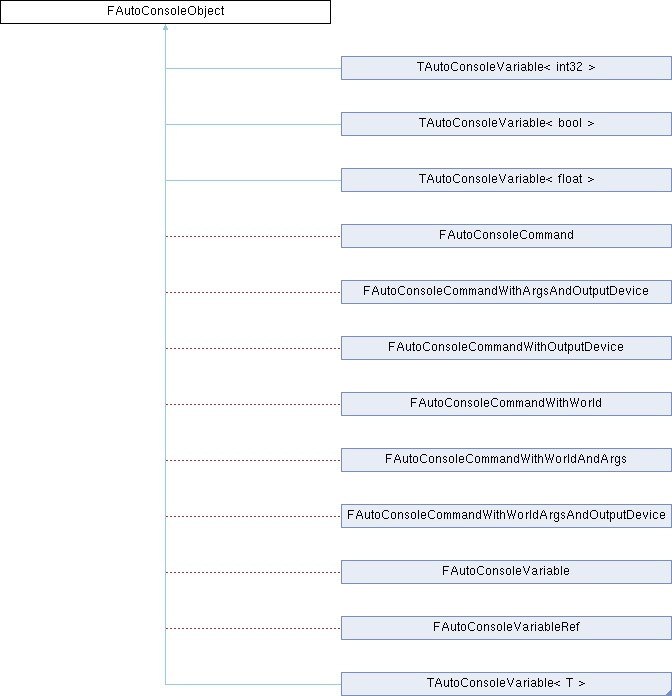 FAutoConsoleObject
TAutoConsoleVariable< int32 >
TAutoConsoleVariable< bool >
TAutoConsoleVariable< float >
FAutoConsoleCommand
FAutoConsoleCommandWithArgsAndOutputDevice
FAutoConsoleCommandWithOutputDevice
FAutoConsoleCommandWithWorld
FAutoConsoleCommandWithWorldAndArgs
FAutoConsoleCommandWithWorldArgsAndOutputDevice
FAutoConsoleVariable
FAutoConsoleVariableRef
TAutoConsoleVariable< T >